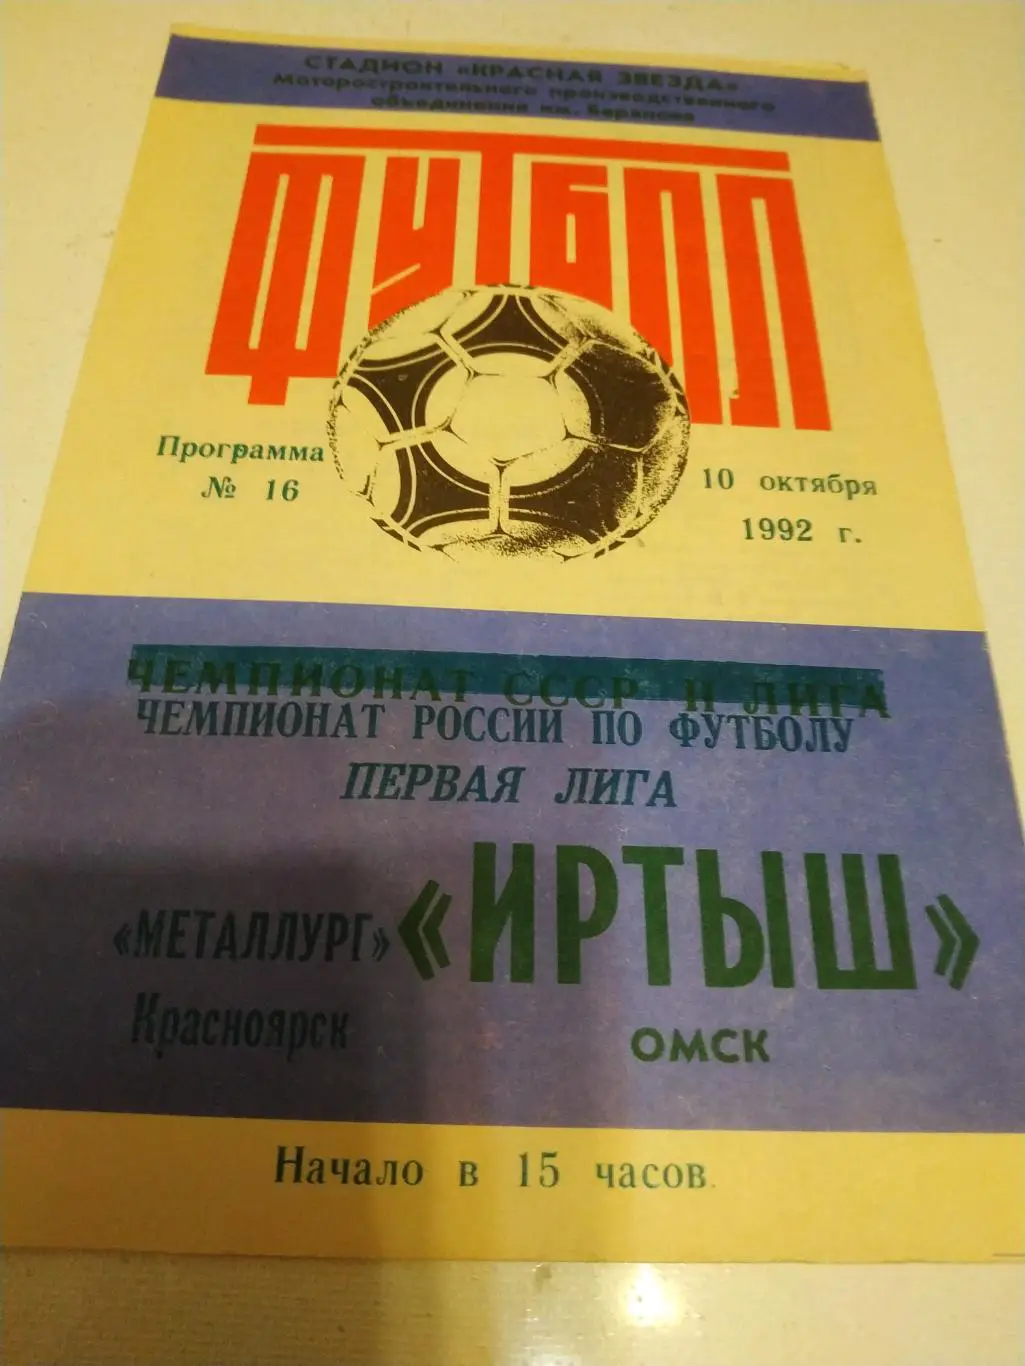 СТАДИОН «КРАСНАЯ ЗВЕЗДА»
Моторостроительного производственного
объединения им. Баранова
ФУТБОЛ
Программа
№ 16
10 октября
1992 г.
ЧЕМПИОНАТ СССР II ЛИГА
ЧЕМПИОНАТ РОССИИ ПО ФУТБОЛУ
ПЕРВАЯ ЛИГА
«МЕТАЛЛУРГ» «ИРТЫШ»
Красноярск ОМСК
Начало в 15 часов.